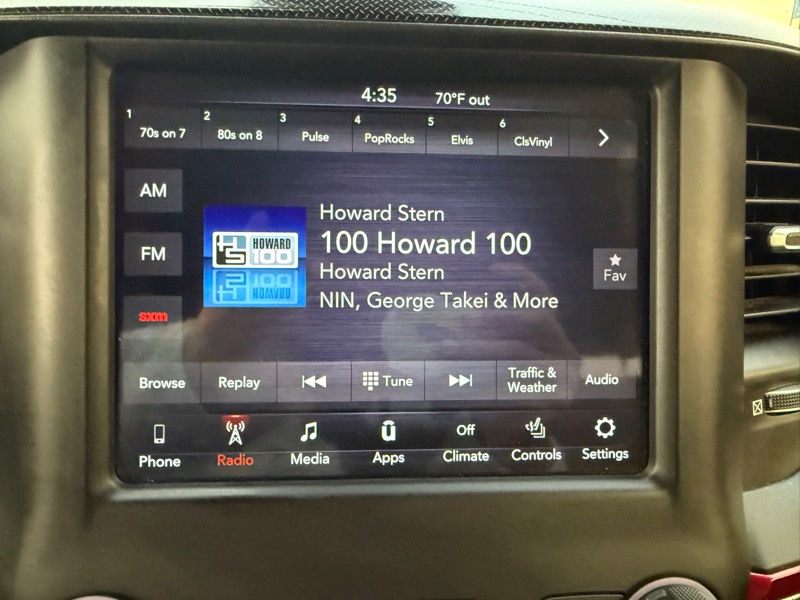 4:35 70°F out
1 70s on 7
2 80s on 8
3 Pulse
4 PopRocks
5 Elvis
6 ClsVinyl
AM
FM
sxm
HS HOWARD 100
Howard Stern
100 Howard 100
Howard Stern
NIN, George Takei & More
Fav
Browse
Replay
Tune
Traffic &
Weather
Audio
Phone
Radio
Media
Apps
Off
Climate
Controls
Settings